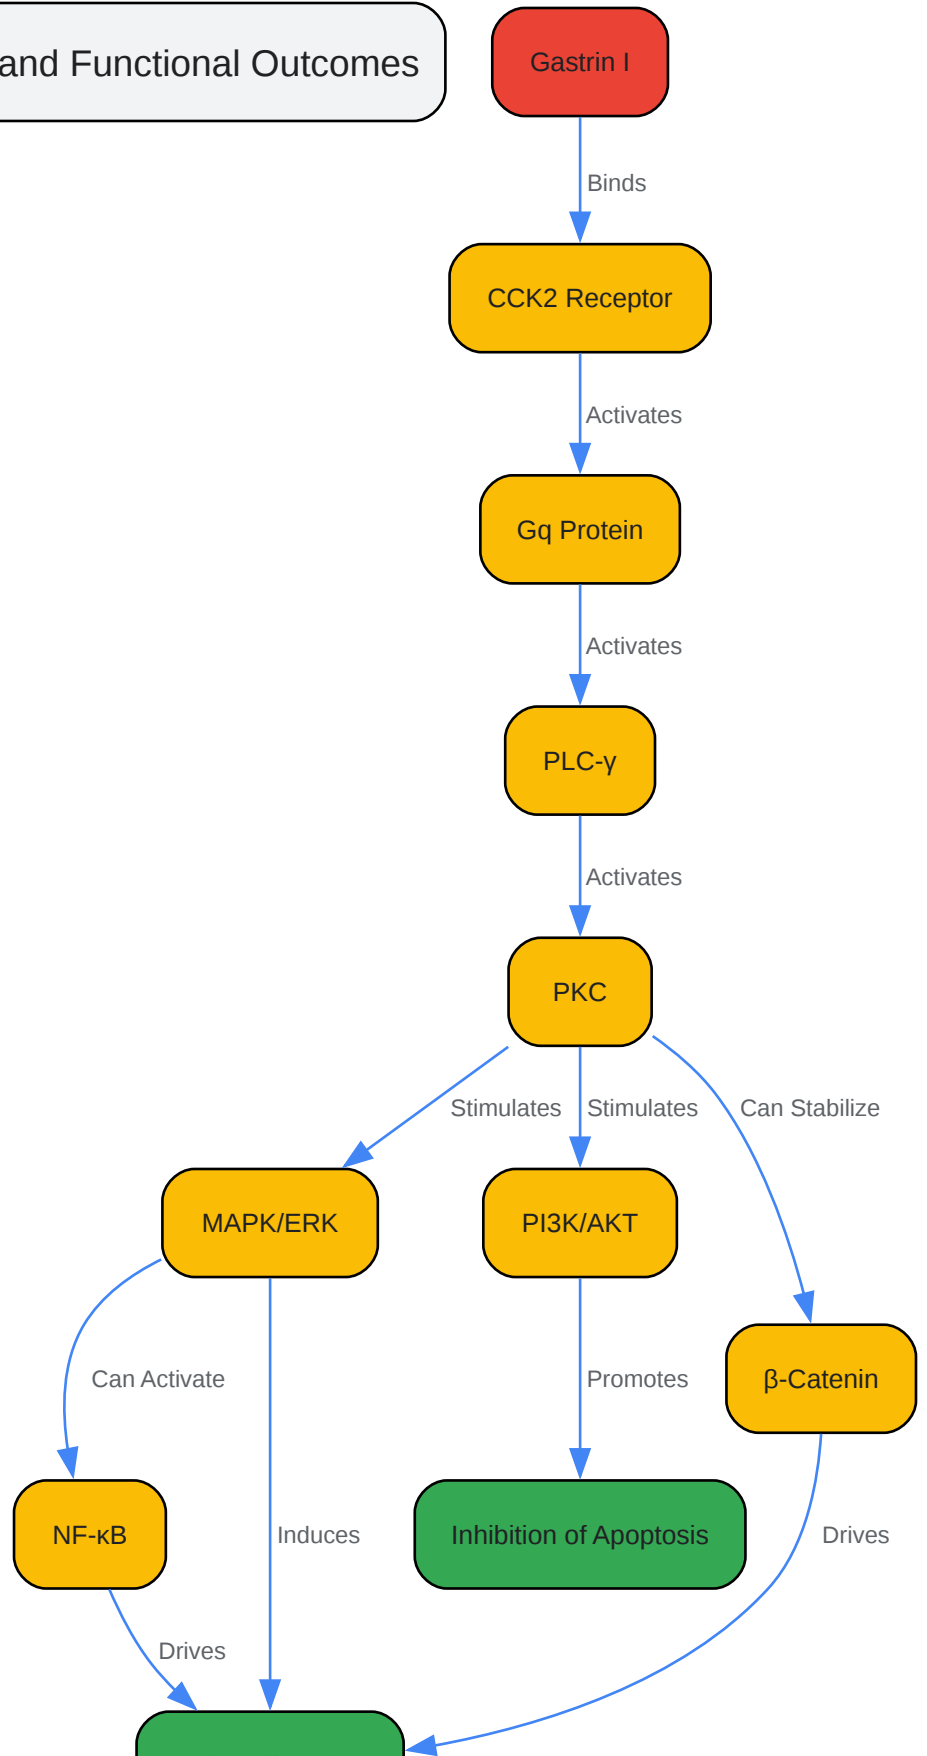 and Functional Outcomes
Gastrin I
Binds
CCK2 Receptor
Activates
Gq Protein
Activates
PLC-γ
Activates
PKC
Stimulates
Stimulates
Can Stabilize
MAPK/ERK
PI3K/AKT
Can Activate
Promotes
β-Catenin
NF-κB
Induces
Inhibition of Apoptosis
Drives
Drives